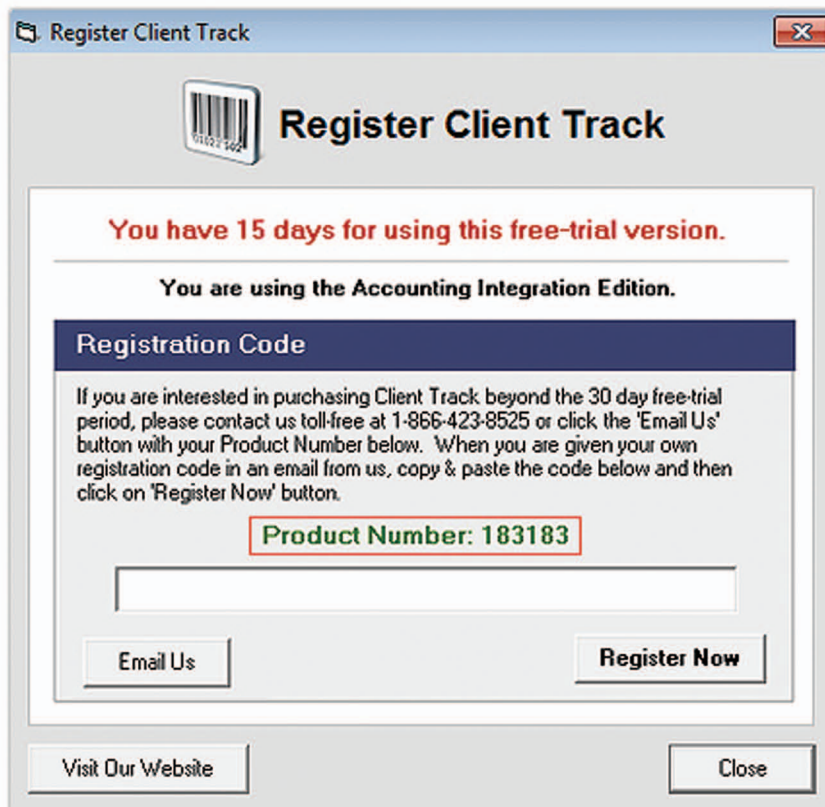 Register Client Track
Register Client Track
You have 15 days for using this free-trial version.
You are using the Accounting Integration Edition.
Registration Code
If you are interested in purchasing Client Track beyond the 30 day free-trial
period, please contact us toll-free at 1-866-423-8525 or click the 'Email Us'
button with your Product Number below. When you are given your own
registration code in an email from us, copy & paste the code below and then
click on 'Register Now' button.
Product Number: 183183
Email Us
Register Now
Visit Our Website
Close